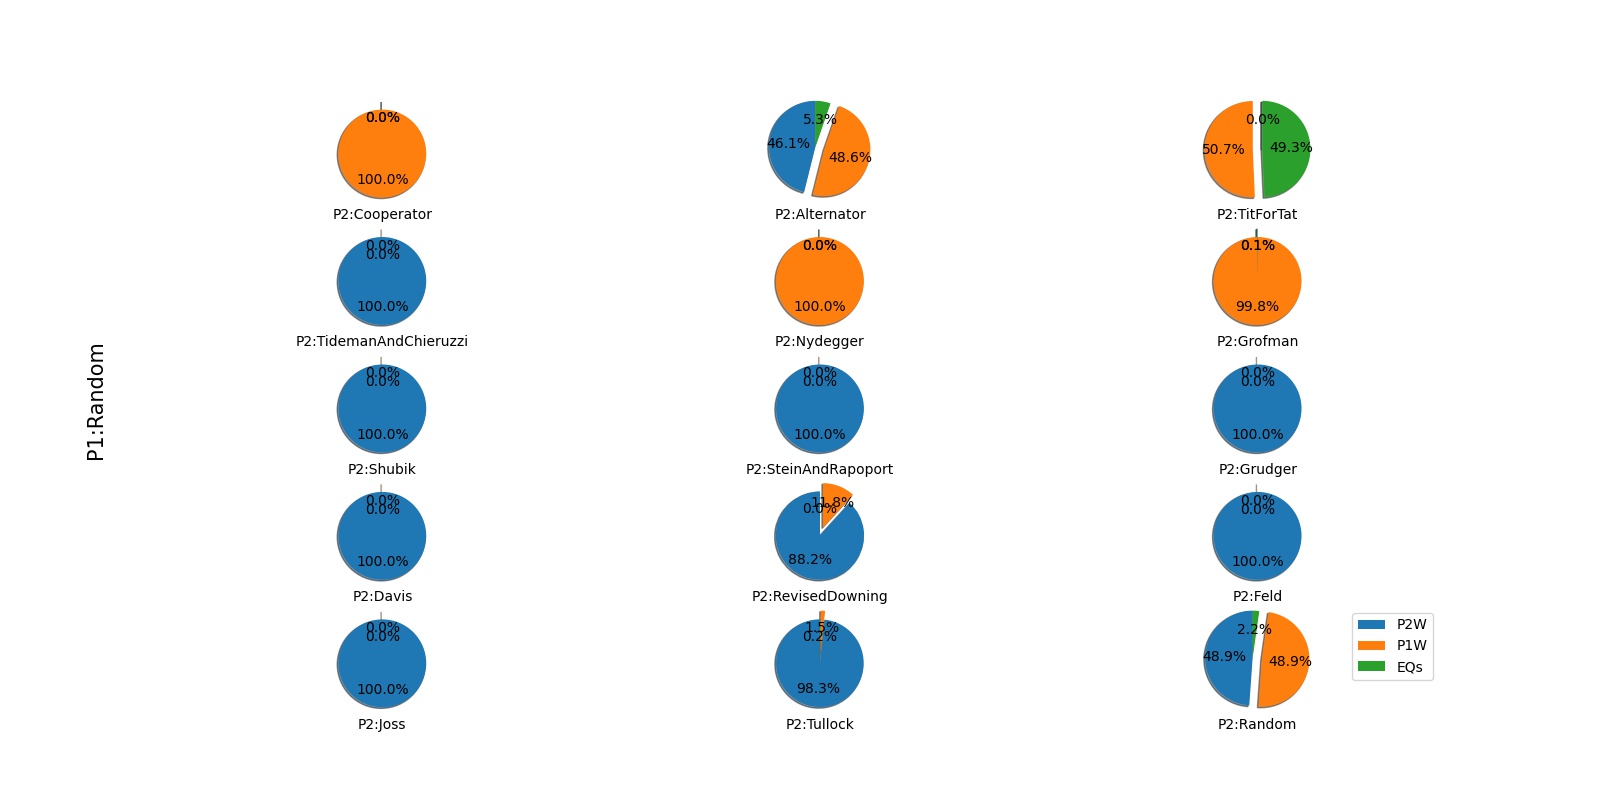 P1:Random
0.0%
100.0%
P2:Cooperator
5.3%
46.1%
48.6%
P2:Alternator
0.0%
50.7%
49.3%
P2:TitForTat
0.0%
0.0%
100.0%
P2:TidemanAndChieruzzi
0.0%
100.0%
P2:Nydegger
0.1%
99.8%
P2:Grofman
0.0%
0.0%
100.0%
P2:Shubik
0.0%
0.0%
100.0%
P2:SteinAndRapoport
0.0%
0.0%
100.0%
P2:Grudger
0.0%
0.0%
100.0%
P2:Davis
11.8%
0.0%
88.2%
P2:RevisedDowning
0.0%
0.0%
100.0%
P2:Feld
0.0%
0.0%
100.0%
P2:Joss
1.5%
0.2%
98.3%
P2:Tullock
2.2%
48.9%
48.9%
P2:Random
P2W
P1W
EQs